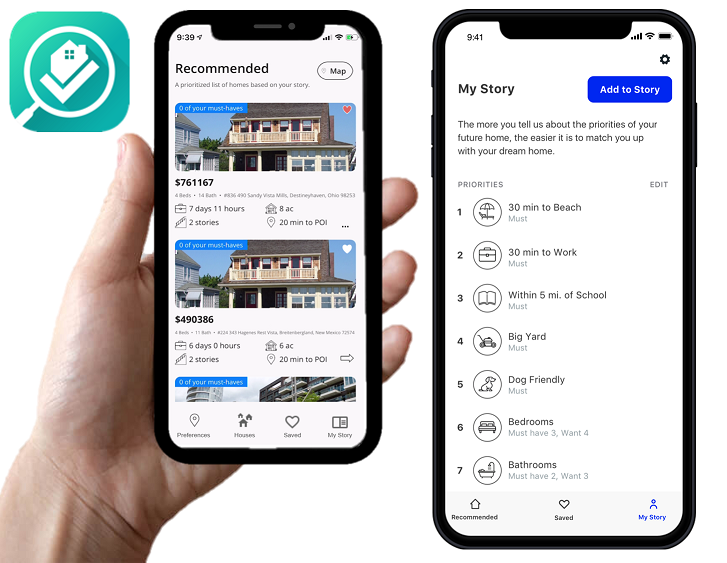 9:39
Recommended
Map
A prioritized list of homes based on your story.
0 of your must-haves
$761167
4 Beds • 14 Bath • #836 490 Sandy Vista Mills, Destineyhaven, Ohio 98253
7 days 11 hours
8 ac
2 stories
20 min to POI
...
0 of your must-haves
$490386
4 Beds • 11 Bath • #224 343 Hagenes Rest Vista, Breitenbergland, New Mexico 72574
6 days 0 hours
6 ac
2 stories
20 min to POI
0 of your must-haves
Preferences
Houses
Saved
My Story
9:41
My Story
Add to Story
The more you tell us about the priorities of your
future home, the easier it is to match you up
with your dream home.
PRIORITIES
EDIT
1
30 min to Beach
Must
2
30 min to Work
Must
3
Within 5 mi. of School
Must
4
Big Yard
Must
5
Dog Friendly
Must
6
Bedrooms
Must have 3, Want 4
7
Bathrooms
Must have 2, Want 3
Recommended
Saved
My Story